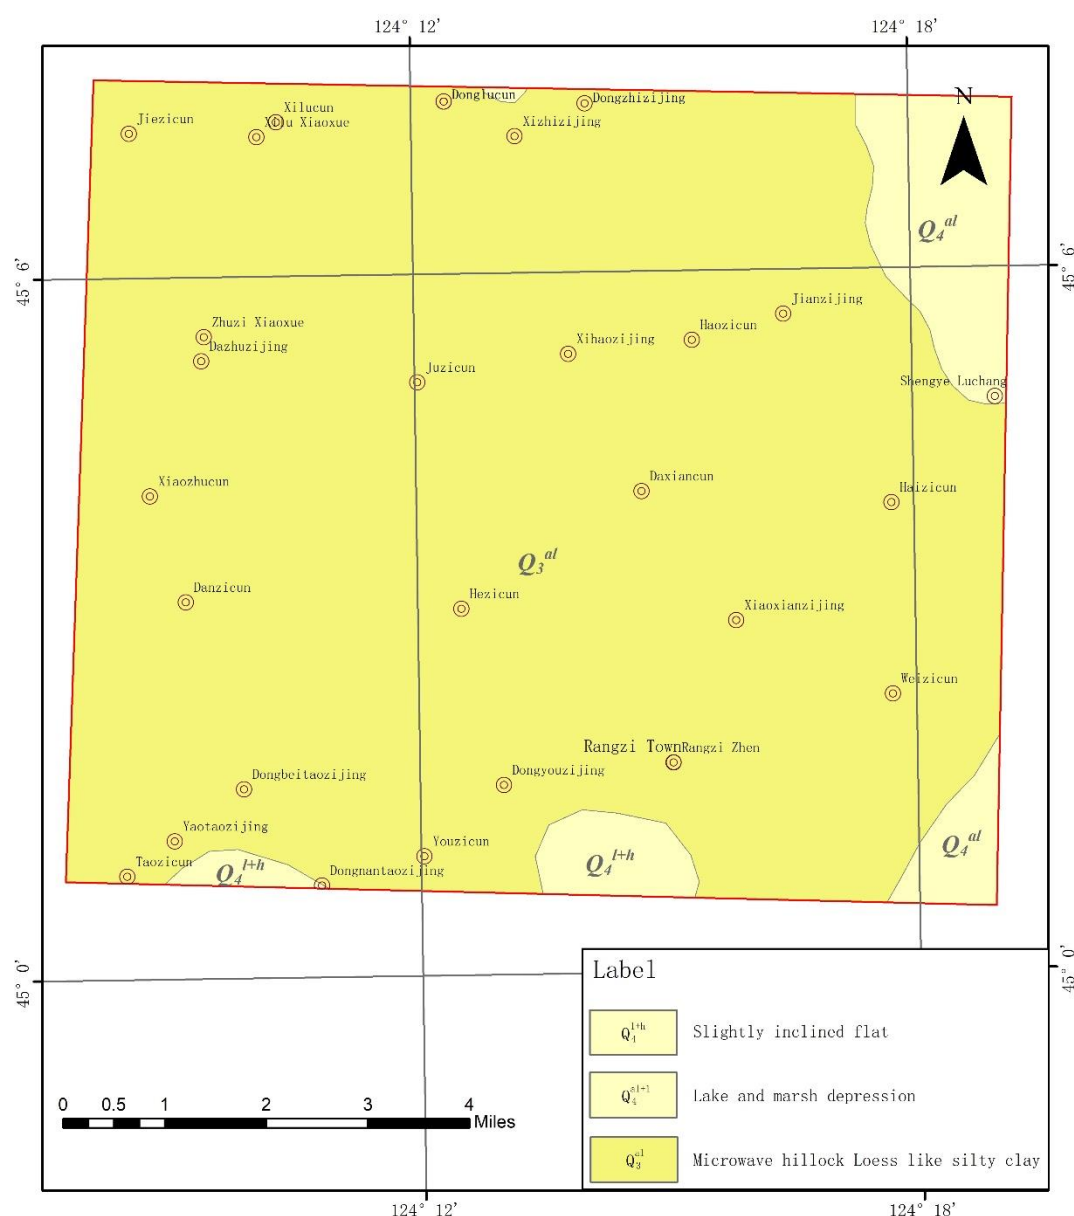 124° 12' 124° 18'
N
Donglucun
Dongzhizijing
Xilucun
Jiezicun
Xilu Xiaoxue
Xizhizijing
Q₄ᵃˡ
45° 6' 45° 6'
Jianzijing
Zhuzi Xiaoxue
Haozicun
Dazhuzijing
Xihaozijing
Juzicun
Shengye Luchang
Xiaozhucun
Daxiancun
Haizicun
Q₃ᵃˡ
Danzicun
Hezicun
Xiaoxianzijing
Weizicun
Rangzi Town Rangzi Zhen
Dongbeitaozijing
Dongyouzijing
Yaotaozijing
Youzicun
Q₄ᵃˡ
Taozicun
Q₄ˡ⁺ʰ
Dongnantaozijing
Q₄ˡ⁺ʰ
45° 0' 45° 0'
Label
Q₄ˡ⁺ʰ Slightly inclined flat
Q₄ᵃˡ⁺ˡ Lake and marsh depression
Q₃ᵃˡ Microwave hillock Loess like silty clay
0 0.5 1 2 3 4
Miles
124° 12' 124° 18'